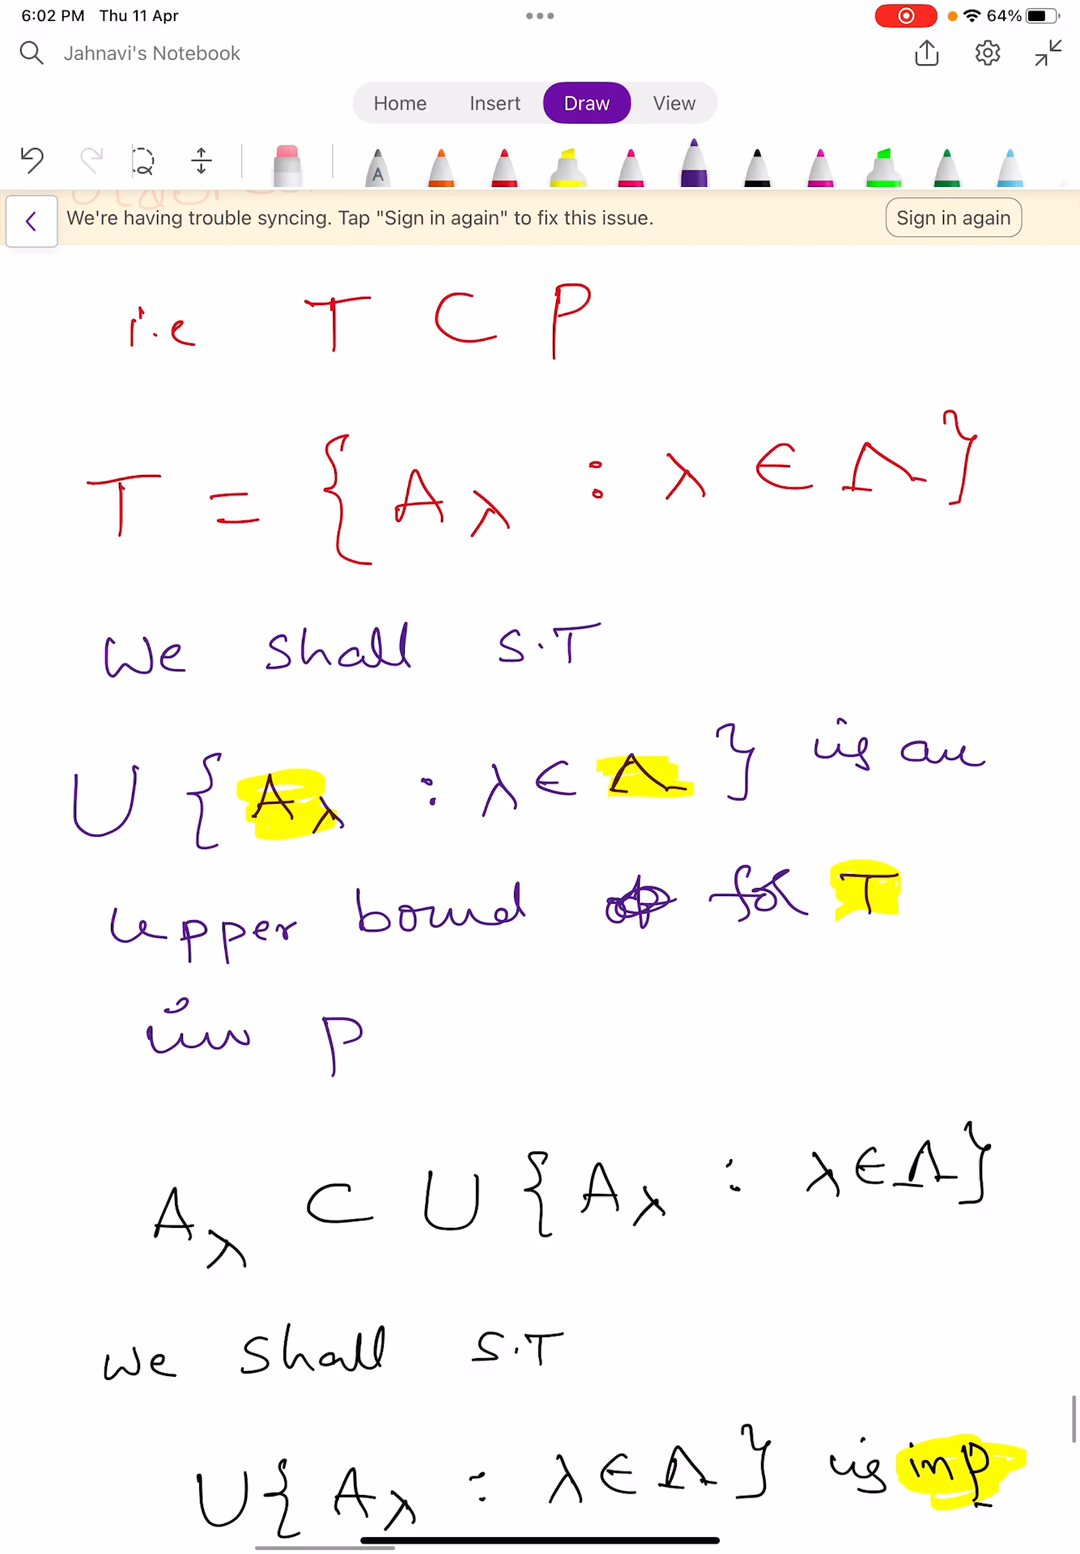 6:02 PM Thu 11 Apr
64%
Jahnavi's Notebook
Home Insert Draw View
We're having trouble syncing. Tap "Sign in again" to fix this issue.
Sign in again
i.e T ⊂ P
T = { Aλ : λ ∈ Λ }
We shall S.T
∪ { Aλ : λ ∈ Λ } is an
upper bound for T
in P
Aλ ⊂ ∪ { Aλ : λ ∈ Λ }
we shall S.T
∪ { Aλ : λ ∈ Λ } is in P